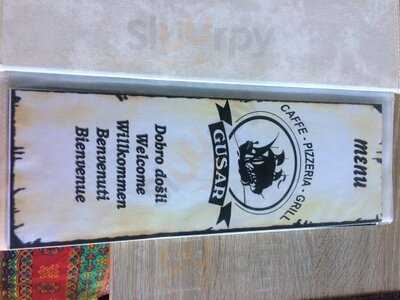 menu
CAFFE - PIZZERIA - GRILL
GUSAR
Dobro došli
Welcome
Willkommen
Benvenuti
Bienvenue